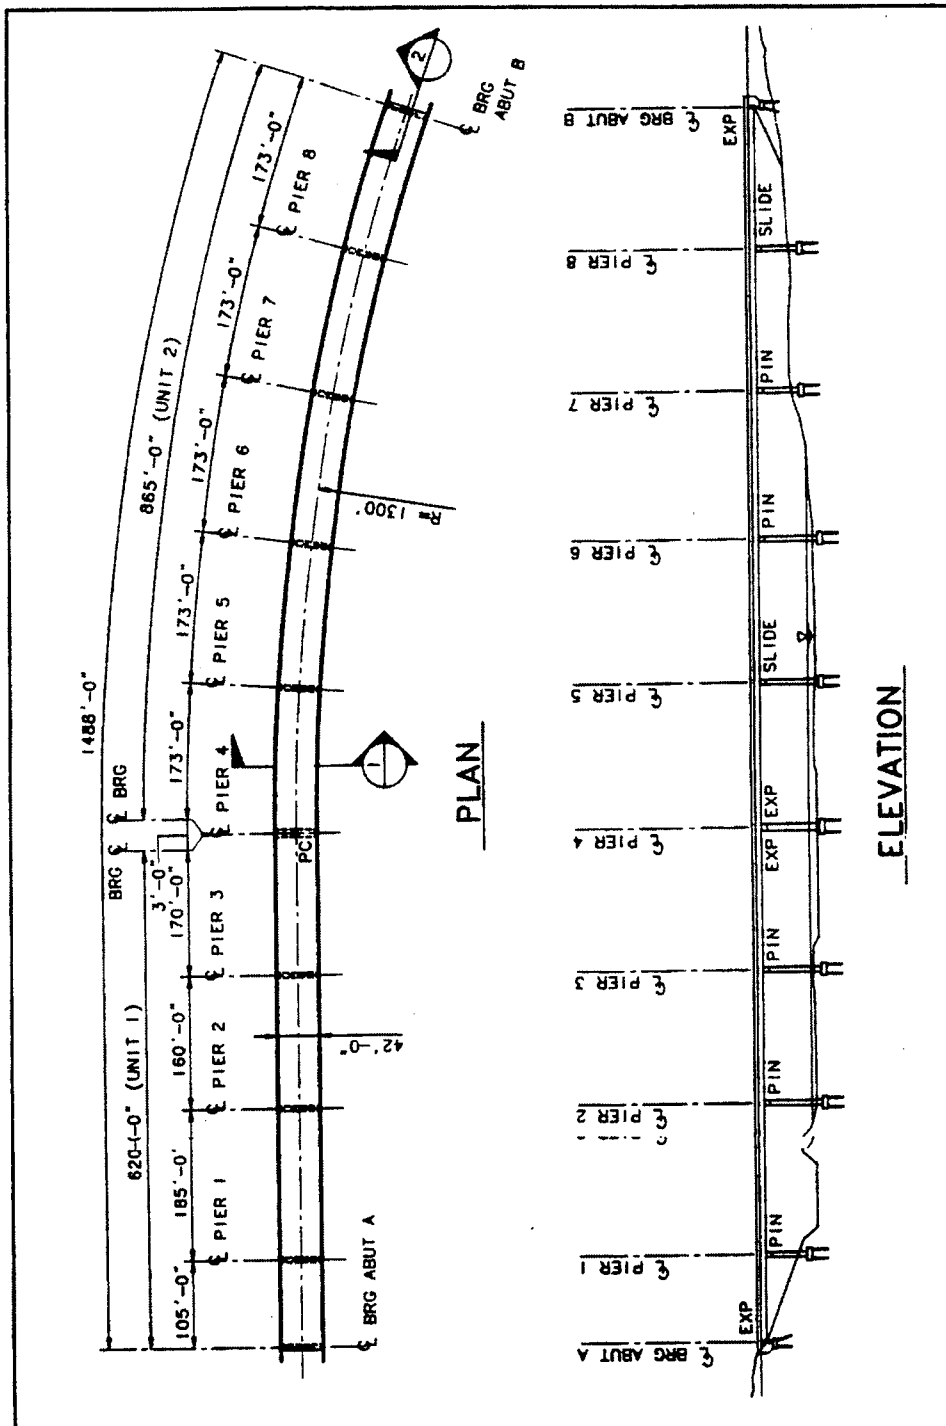 1488'-0"
620'-0" (UNIT 1)
865'-0" (UNIT 2)
BRG
℄ BRG
℄
3'-0"
105'-0"
185'-0'
160'-0"
170'-0"
173'-0"
173'-0"
173'-0"
173'-0"
173'-0"
℄ PIER 1
℄ PIER 2
℄ PIER 3
℄ PIER 4
℄ PIER 5
℄ PIER 6
℄ PIER 7
℄ PIER 8
℄ BRG ABUT A
℄ BRG
ABUT B
42'-0"
PC
R= 1300'
1
2
PLAN
℄ BRG ABUT A
℄ PIER 1
℄ PIER 2
℄ PIER 3
℄ PIER 4
℄ PIER 5
℄ PIER 6
℄ PIER 7
℄ PIER 8
℄ BRG ABUT B
EXP
PIN
PIN
PIN
EXP
EXP
SLIDE
PIN
PIN
SLIDE
EXP
ELEVATION